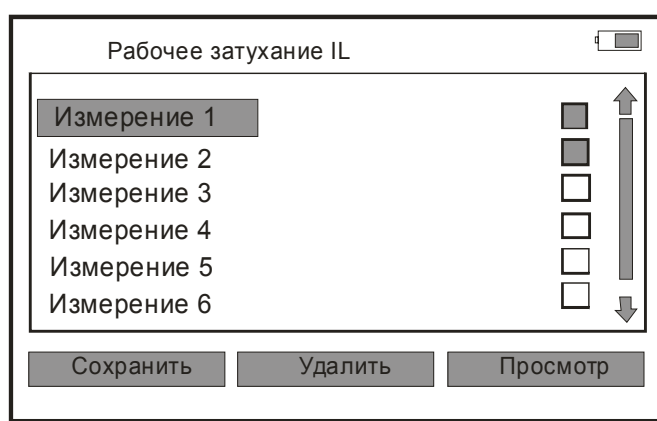 Рабочее затухание IL
Измерение 1
Измерение 2
Измерение 3
Измерение 4
Измерение 5
Измерение 6
Сохранить Удалить Просмотр